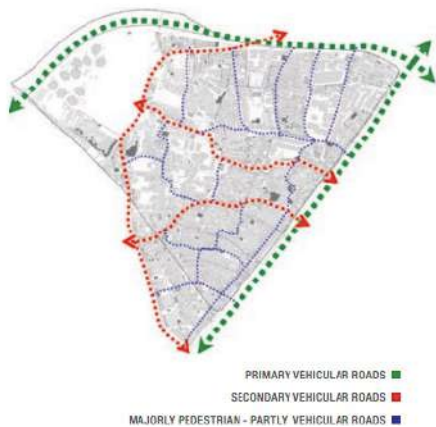 PRIMARY VEHICULAR ROADS
SECONDARY VEHICULAR ROADS
MAJORLY PEDESTRIAN - PARTLY VEHICULAR ROADS